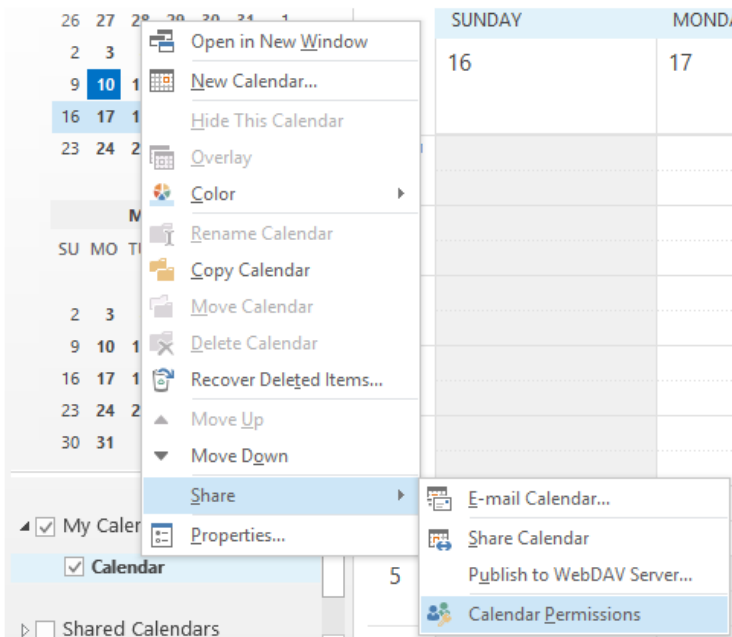 26 27 28 29 30 31 1
2 3
9 10 1
16 17 1
23 24 2
M
SU MO TU
2 3
9 10 1
16 17 1
23 24 2
30 31
My Caler
Calendar
Shared Calendars
Open in New Window
New Calendar...
Hide This Calendar
Overlay
Color
Rename Calendar
Copy Calendar
Move Calendar
Delete Calendar
Recover Deleted Items...
Move Up
Move Down
Share
Properties...
E-mail Calendar...
Share Calendar
Publish to WebDAV Server...
Calendar Permissions
SUNDAY MONDA
16 17
5